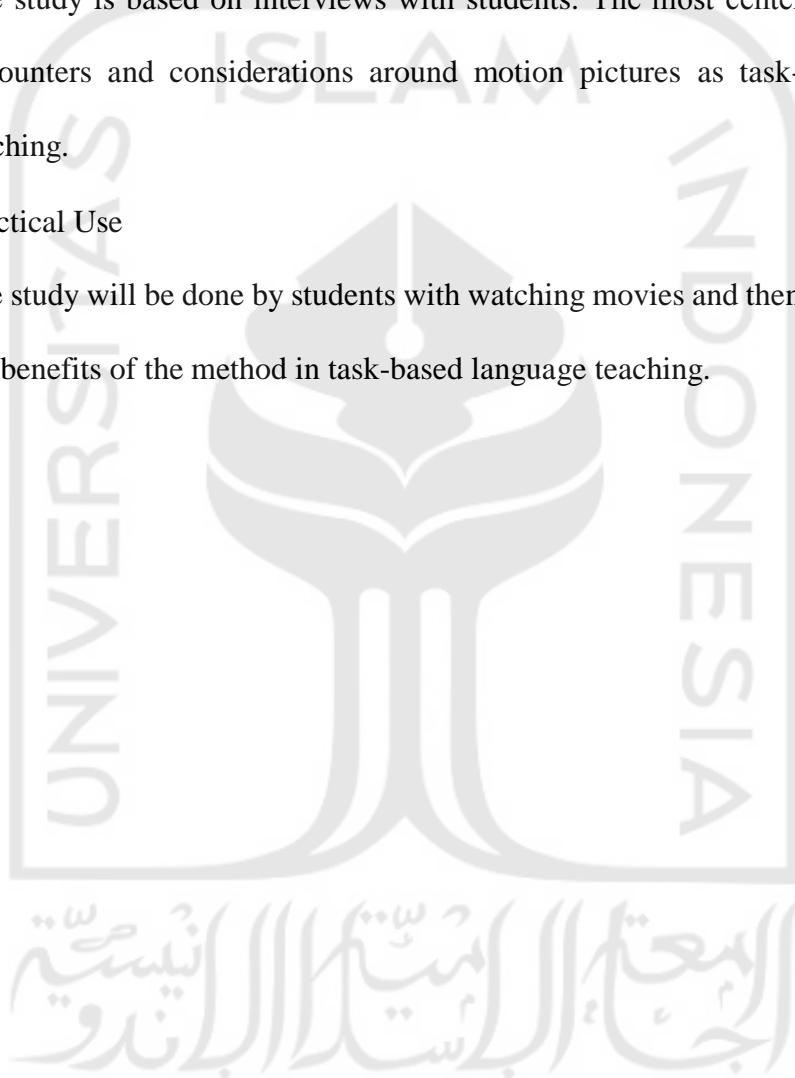 study is based on interviews with students. The most
ounters and considerations around motion pictures as task-
ching.
ctical Use
e study will be done by students with watching movies and then
benefits of the method in task-based language teaching.
ISLAM
UNIVERSITAS
INDONESIA